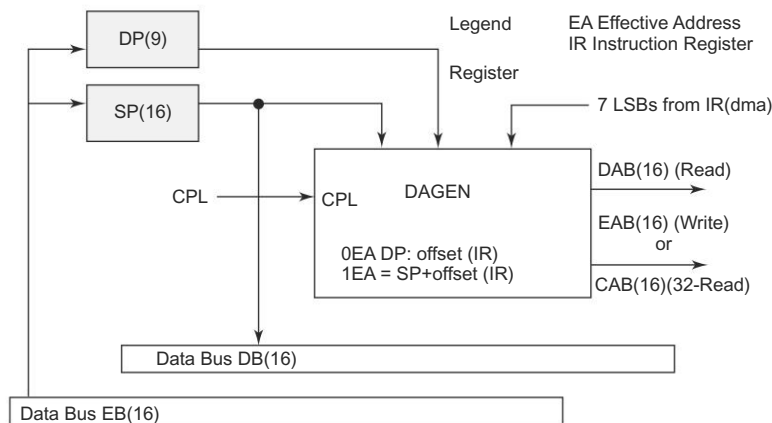 DP(9)
Legend
EA Effective Address
IR Instruction Register
Register
SP(16)
7 LSBs from IR(dma)
CPL
CPL
DAGEN
DAB(16) (Read)
EAB(16) (Write)
or
CAB(16)(32-Read)
0EA DP: offset (IR)
1EA = SP+offset (IR)
Data Bus DB(16)
Data Bus EB(16)